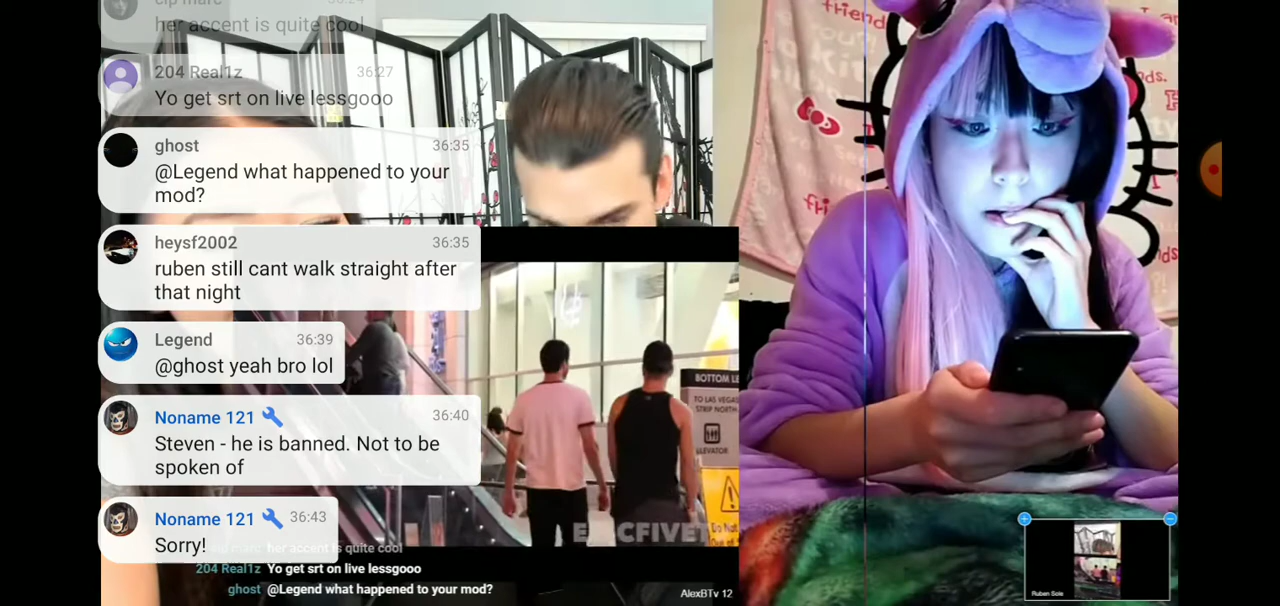 her accent is quite cool
204 Real1z 36:27
Yo get srt on live lessgooo
ghost 36:35
@Legend what happened to your
mod?
heysf2002 36:35
ruben still cant walk straight after
that night
Legend 36:39
@ghost yeah bro lol
Noname 121 36:40
Steven - he is banned. Not to be
spoken of
Noname 121 36:43
Sorry!
her accent is quite cool
204 Real1z Yo get srt on live lessgooo
ghost @Legend what happened to your mod?
BOTTOM
TO LAS VEGAS
STRIP NORTH
ELEVATOR
AlexBTv 12
friend
Ruben Sole